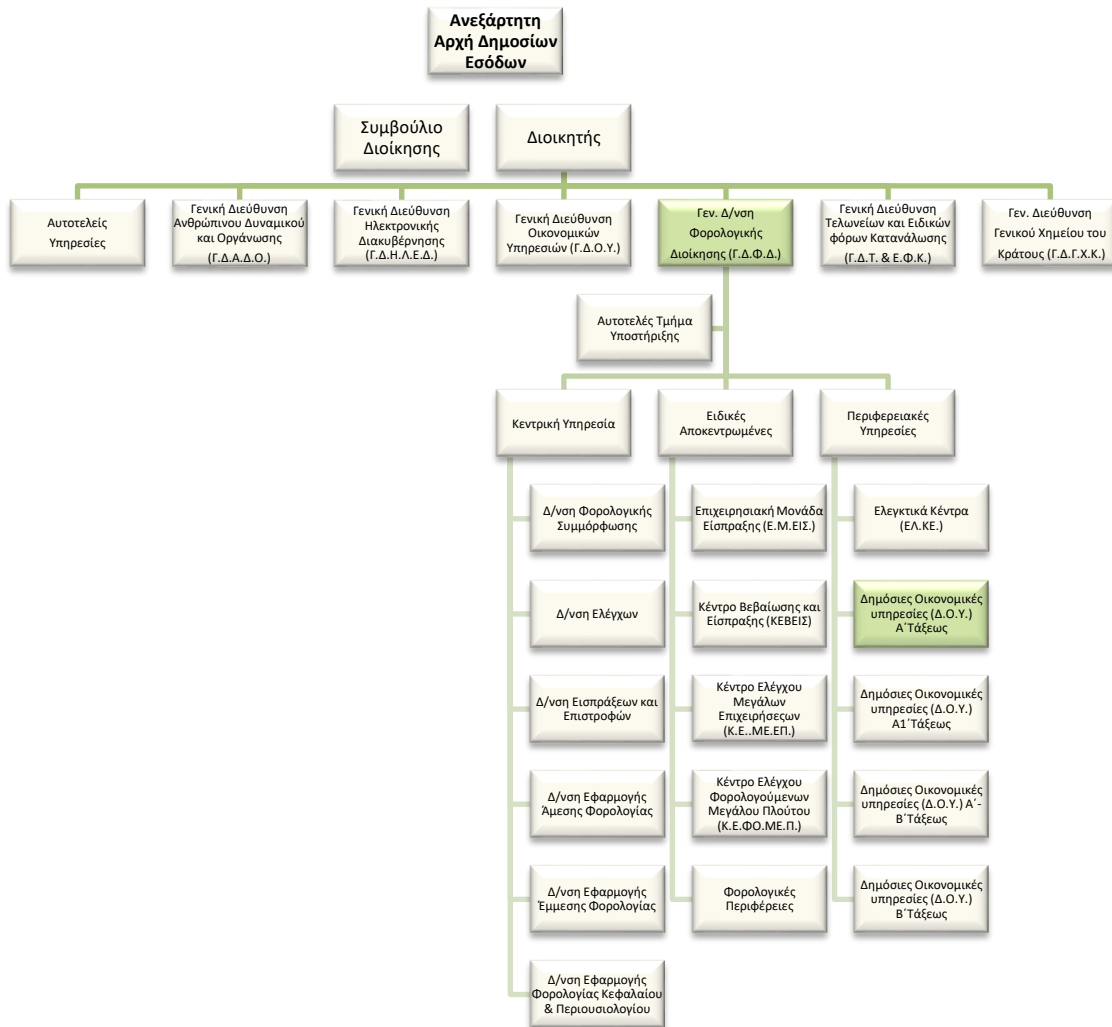 Ανεξάρτητη
Αρχή Δημοσίων
Εσόδων
Συμβούλιο
Διοίκησης
Διοικητής
Αυτοτελείς
Υπηρεσίες
Γενική Διεύθυνση
Ανθρώπινου Δυναμικού
και Οργάνωσης
(Γ.Δ.Α.Δ.Ο.)
Γενική Διεύθυνση
Ηλεκτρονικής
Διακυβέρνησης
(Γ.Δ.Η.Λ.Ε.Δ.)
Γενική Διεύθυνση
Οικονομικών
Υπηρεσιών (Γ.Δ.Ο.Υ.)
Γεν. Δ/νση
Φορολογικής
Διοίκησης (Γ.Δ.Φ.Δ.)
Γενική Διεύθυνση
Τελωνείων και Ειδικών
φόρων Κατανάλωσης
(Γ.Δ.Τ. & Ε.Φ.Κ.)
Γεν. Διεύθυνση
Γενικού Χημείου του
Κράτους (Γ.Δ.Γ.Χ.Κ.)
Αυτοτελές Τμήμα
Υποστήριξης
Κεντρική Υπηρεσία
Ειδικές
Αποκεντρωμένες
Περιφερειακές
Υπηρεσίες
Δ/νση Φορολογικής
Συμμόρφωσης
Επιχειρησιακή Μονάδα
Είσπραξης (Ε.Μ.ΕΙΣ.)
Ελεγκτικά Κέντρα
(ΕΛ.ΚΕ.)
Δ/νση Ελέγχων
Κέντρο Βεβαίωσης και
Είσπραξης (ΚΕΒΕΙΣ)
Δημόσιες Οικονομικές
υπηρεσίες (Δ.Ο.Υ.)
Α΄Τάξεως
Δ/νση Εισπράξεων και
Επιστροφών
Κέντρο Ελέγχου
Μεγάλων
Επιχειρήσεςων
(Κ.Ε..ΜΕ.ΕΠ.)
Δημόσιες Οικονομικές
υπηρεσίες (Δ.Ο.Υ.)
Α1΄Τάξεως
Δ/νση Εφαρμογής
Άμεσης Φορολογίας
Κέντρο Ελέγχου
Φορολογούμενων
Μεγάλου Πλούτου
(Κ.Ε.ΦΟ.ΜΕ.Π.)
Δημόσιες Οικονομικές
υπηρεσίες (Δ.Ο.Υ.) Α΄-
Β΄Τάξεως
Δ/νση Εφαρμογής
Έμμεσης Φορολογίας
Φορολογικές
Περιφέρειες
Δημόσιες Οικονομικές
υπηρεσίες (Δ.Ο.Υ.)
Β΄Τάξεως
Δ/νση Εφαρμογής
Φορολογίας Κεφαλαίου
& Περιουσιολογίου